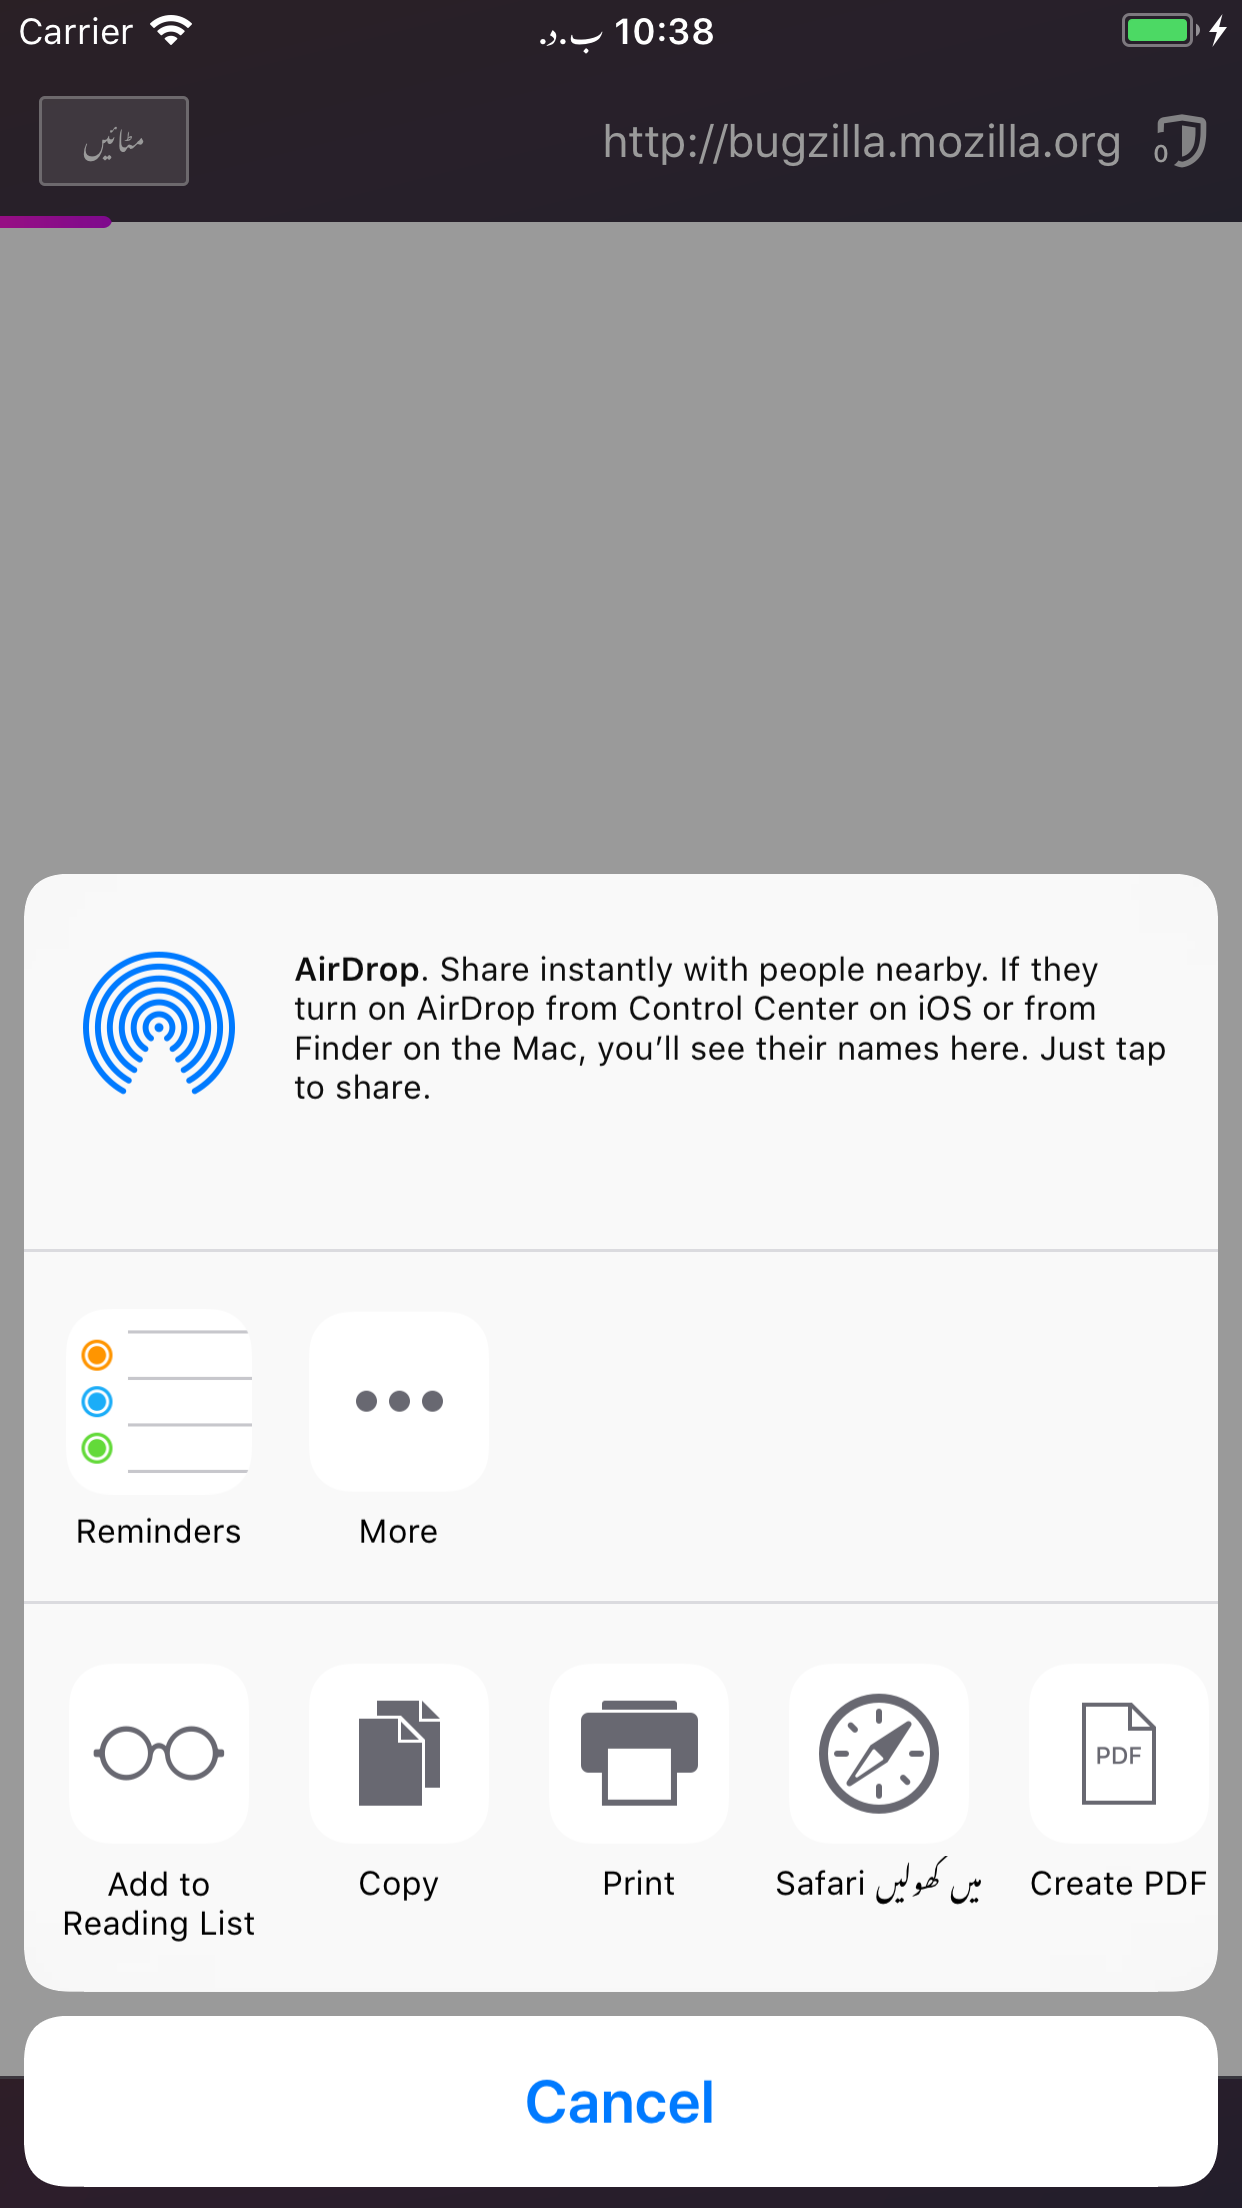 Carrier
10:38 ب.د.
مٹائیں
http://bugzilla.mozilla.org
0
AirDrop. Share instantly with people nearby. If they
turn on AirDrop from Control Center on iOS or from
Finder on the Mac, you’ll see their names here. Just tap
to share.
Reminders
More
PDF
Add to
Reading List
Copy
Print
Safari میں کھولیں
Create PDF
Cancel